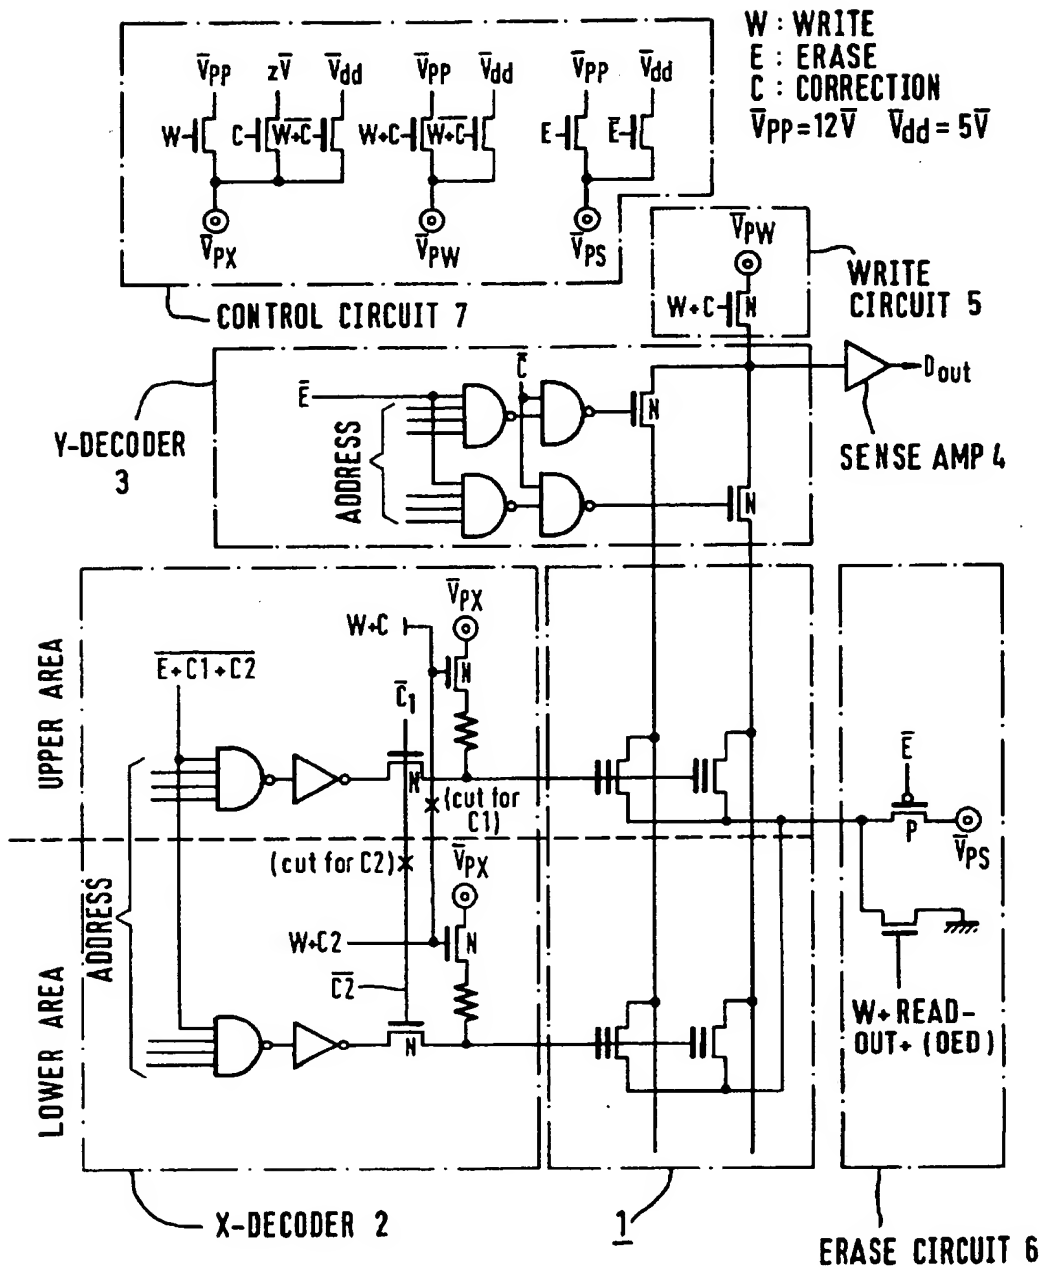 W : WRITE
E : ERASE
C : CORRECTION
V̅PP = 12V̅ V̅dd = 5V̅
V̅PP zV̅ V̅dd V̅PP V̅dd V̅PP V̅dd
W C W̅+̅C̅ W+C W̅+̅C̅ E E̅
V̅PX V̅PW V̅PS
CONTROL CIRCUIT 7
V̅PW
W+C N
WRITE
CIRCUIT 5
E̅ C̅
ADDRESS
N
N
Dout
SENSE AMP 4
Y-DECODER
3
UPPER AREA
LOWER AREA
ADDRESS
E̅+̅C̅1̅+̅C̅2̅
W+C V̅PX
N
C̅1
N
(cut for
C1)
(cut for C2)
V̅PX
W+C2 N
C̅2̅
N
E̅
P
V̅PS
W+READ-
OUT+ (OED)
X-DECODER 2
1
ERASE CIRCUIT 6